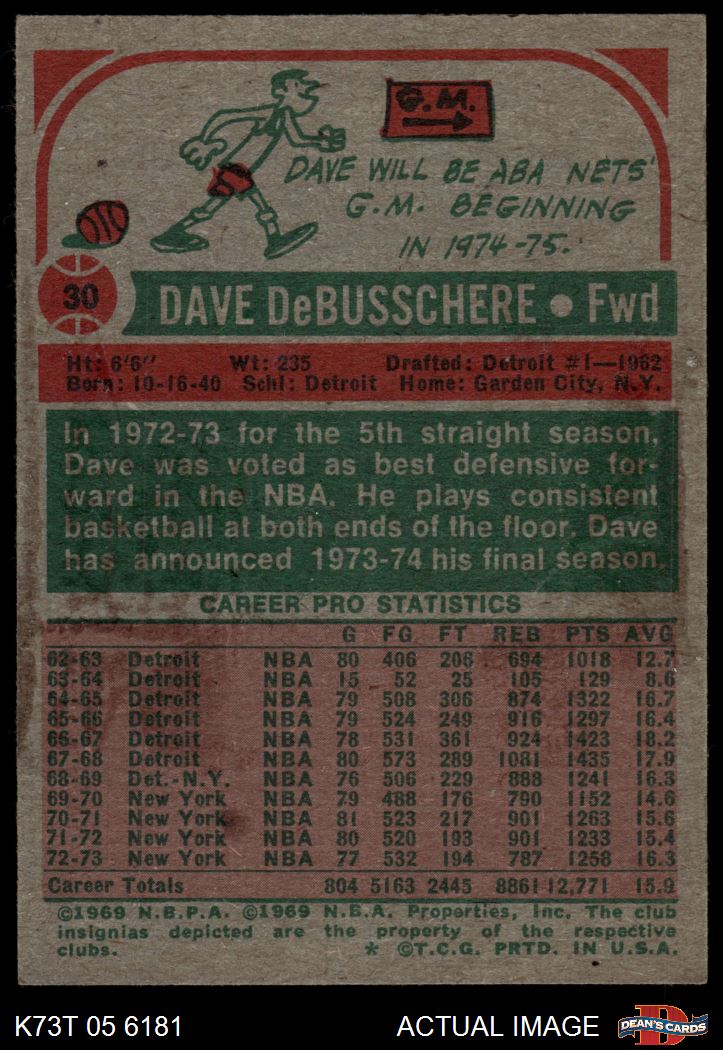 G.M.
DAVE WILL BE ABA NETS'
G.M. BEGINNING
IN 1974-75.
30
DAVE DeBUSSCHERE ● Fwd
Ht: 6'6" Wt: 235 Drafted: Detroit #1—1962
Born: 10-16-40 Schl: Detroit Home: Garden City, N.Y.
In 1972-73 for the 5th straight season,
Dave was voted as best defensive for-
ward in the NBA. He plays consistent
basketball at both ends of the floor. Dave
has announced 1973-74 his final season.
CAREER PRO STATISTICS
G FG FT REB PTS AVG
62-63 Detroit NBA 80 406 206 694 1018 12.7
63-64 Detroit NBA 15 52 25 105 129 8.6
64-65 Detroit NBA 79 508 306 874 1322 16.7
65-66 Detroit NBA 79 524 249 916 1297 16.4
66-67 Detroit NBA 78 531 361 924 1423 18.2
67-68 Detroit NBA 80 573 289 1081 1435 17.9
68-69 Det.-N.Y. NBA 76 506 229 888 1241 16.3
69-70 New York NBA 79 488 176 790 1152 14.6
70-71 New York NBA 81 523 217 901 1263 15.6
71-72 New York NBA 80 520 193 901 1233 15.4
72-73 New York NBA 77 532 194 787 1258 16.3
Career Totals 804 5163 2445 8861 12,771 15.9
©1969 N.B.P.A. ©1969 N.B.A. Properties, Inc. The club
insignias depicted are the property of the respective
clubs. * ©T.C.G. PRTD. IN U.S.A.
K73T 05 6181 ACTUAL IMAGE
DEAN'S CARDS